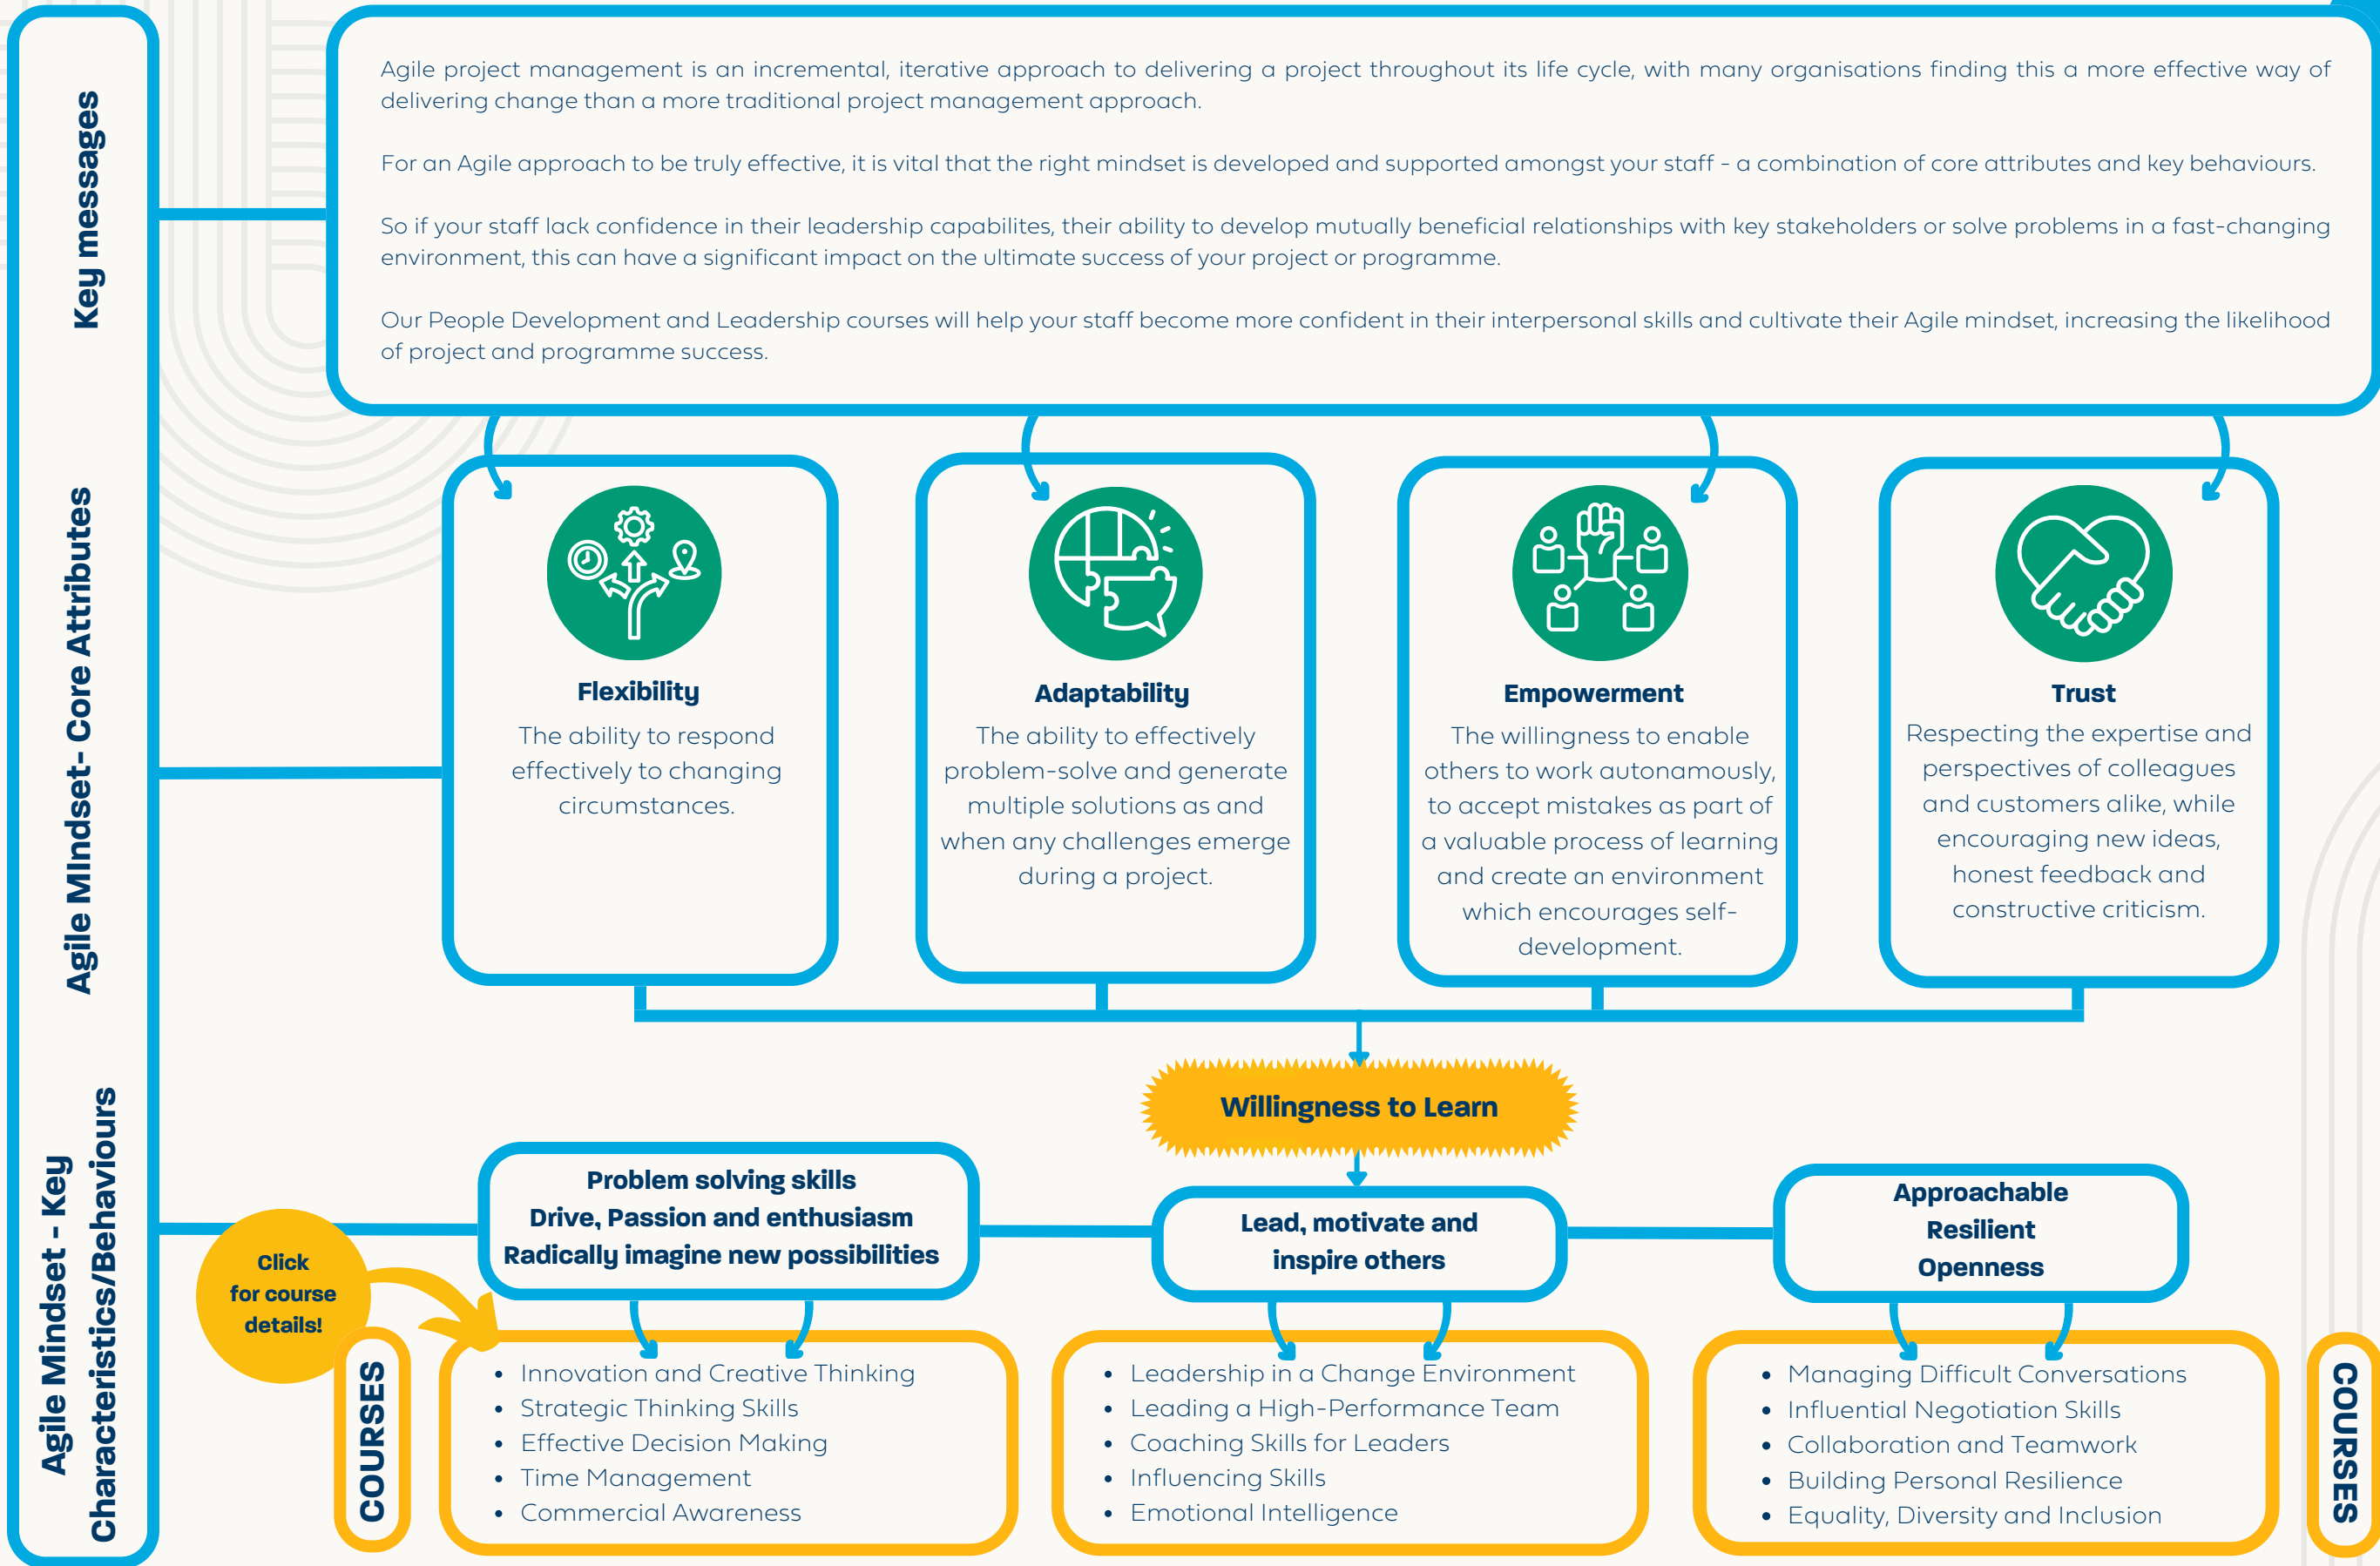 Key messages
Agile project management is an incremental, iterative approach to delivering a project throughout its life cycle, with many organisations finding this a more effective way of
delivering change than a more traditional project management approach.
For an Agile approach to be truly effective, it is vital that the right mindset is developed and supported amongst your staff - a combination of core attributes and key behaviours.
So if your staff lack confidence in their leadership capabilites, their ability to develop mutually beneficial relationships with key stakeholders or solve problems in a fast-changing
environment, this can have a significant impact on the ultimate success of your project or programme.
Our People Development and Leadership courses will help your staff become more confident in their interpersonal skills and cultivate their Agile mindset, increasing the likelihood
of project and programme success.
Agile MIndset- Core Attributes
Flexibility
The ability to respond
effectively to changing
circumstances.
Adaptability
The ability to effectively
problem-solve and generate
multiple solutions as and
when any challenges emerge
during a project.
Empowerment
The willingness to enable
others to work autonamously,
to accept mistakes as part of
a valuable process of learning
and create an environment
which encourages self-
development.
Trust
Respecting the expertise and
perspectives of colleagues
and customers alike, while
encouraging new ideas,
honest feedback and
constructive criticism.
Willingness to Learn
Agile Mindset - Key
Characteristics/Behaviours
Problem solving skills
Drive, Passion and enthusiasm
Radically imagine new possibilities
Lead, motivate and
inspire others
Approachable
Resilient
Openness
Click
for course
details!
COURSES
• Innovation and Creative Thinking
• Strategic Thinking Skills
• Effective Decision Making
• Time Management
• Commercial Awareness
• Leadership in a Change Environment
• Leading a High-Performance Team
• Coaching Skills for Leaders
• Influencing Skills
• Emotional Intelligence
• Managing Difficult Conversations
• Influential Negotiation Skills
• Collaboration and Teamwork
• Building Personal Resilience
• Equality, Diversity and Inclusion
COURSES